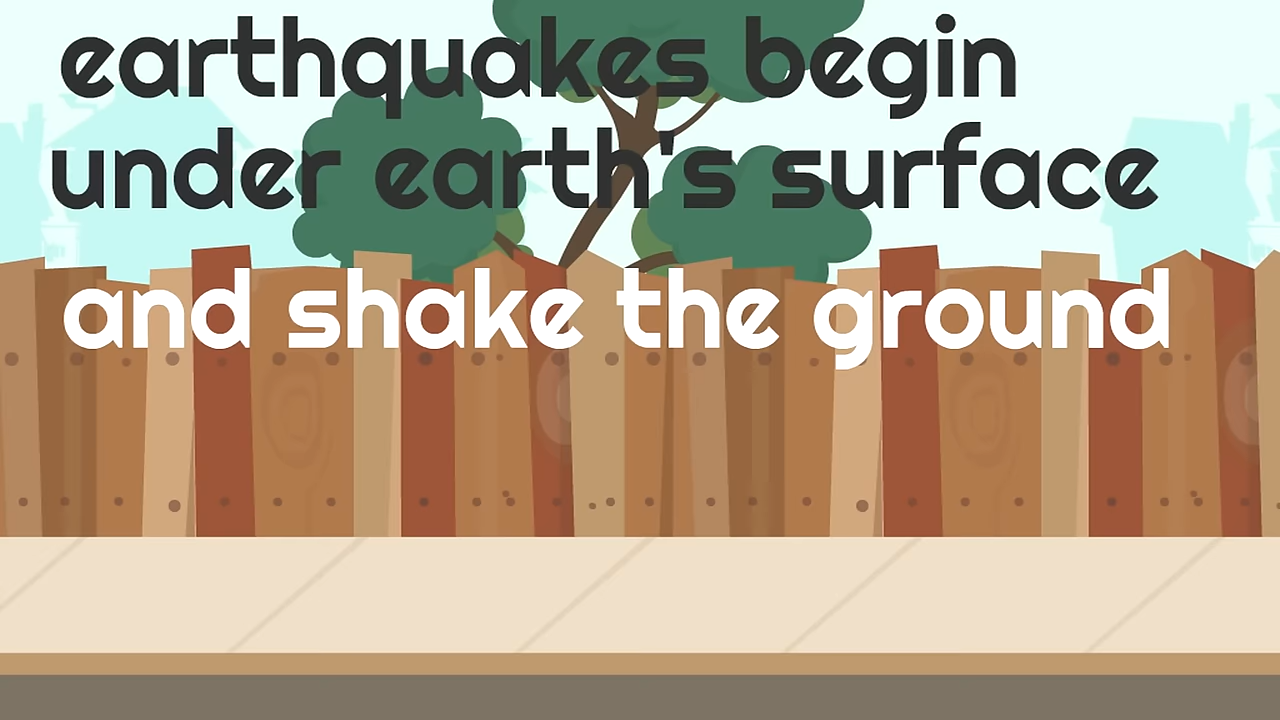 earthquakes begin
under earth's surface
and shake the ground